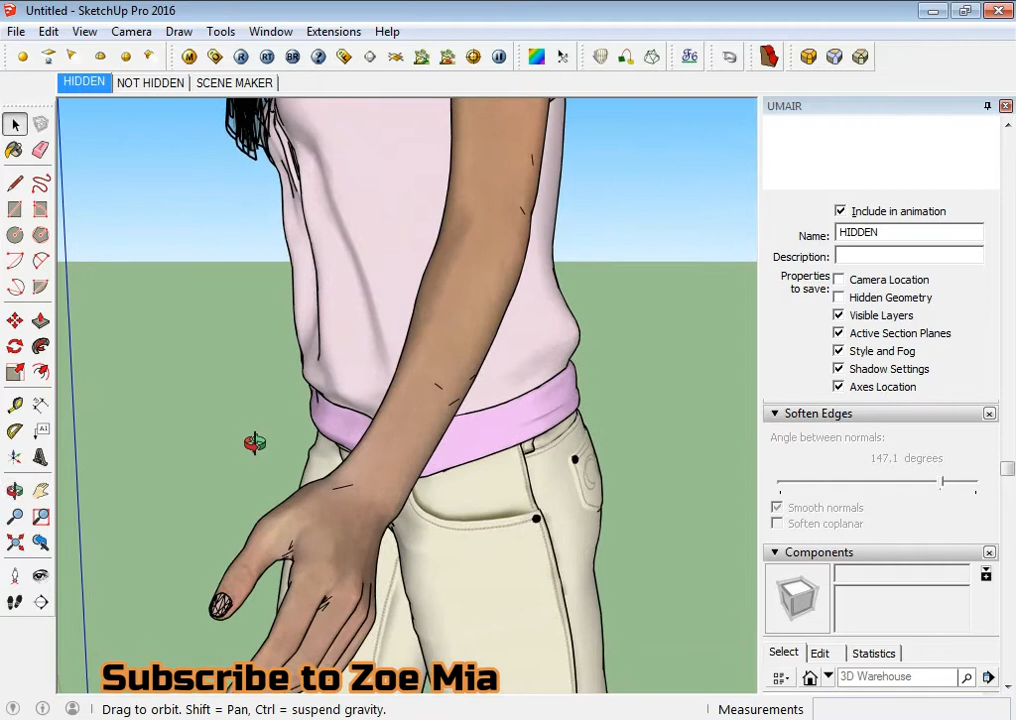 Untitled - SketchUp Pro 2016
File Edit View Camera Draw Tools Window Extensions Help
M R RT BR ?
HIDDEN NOT HIDDEN SCENE MAKER
UMAIR
Include in animation
Name: HIDDEN
Description:
Properties to save:
Camera Location
Hidden Geometry
Visible Layers
Active Section Planes
Style and Fog
Shadow Settings
Axes Location
Soften Edges
Angle between normals:
147,1 degrees
Smooth normals
Soften coplanar
Components
Select Edit Statistics
3D Warehouse
Subscribe to Zoe Mia
Drag to orbit. Shift = Pan, Ctrl = suspend gravity.
Measurements